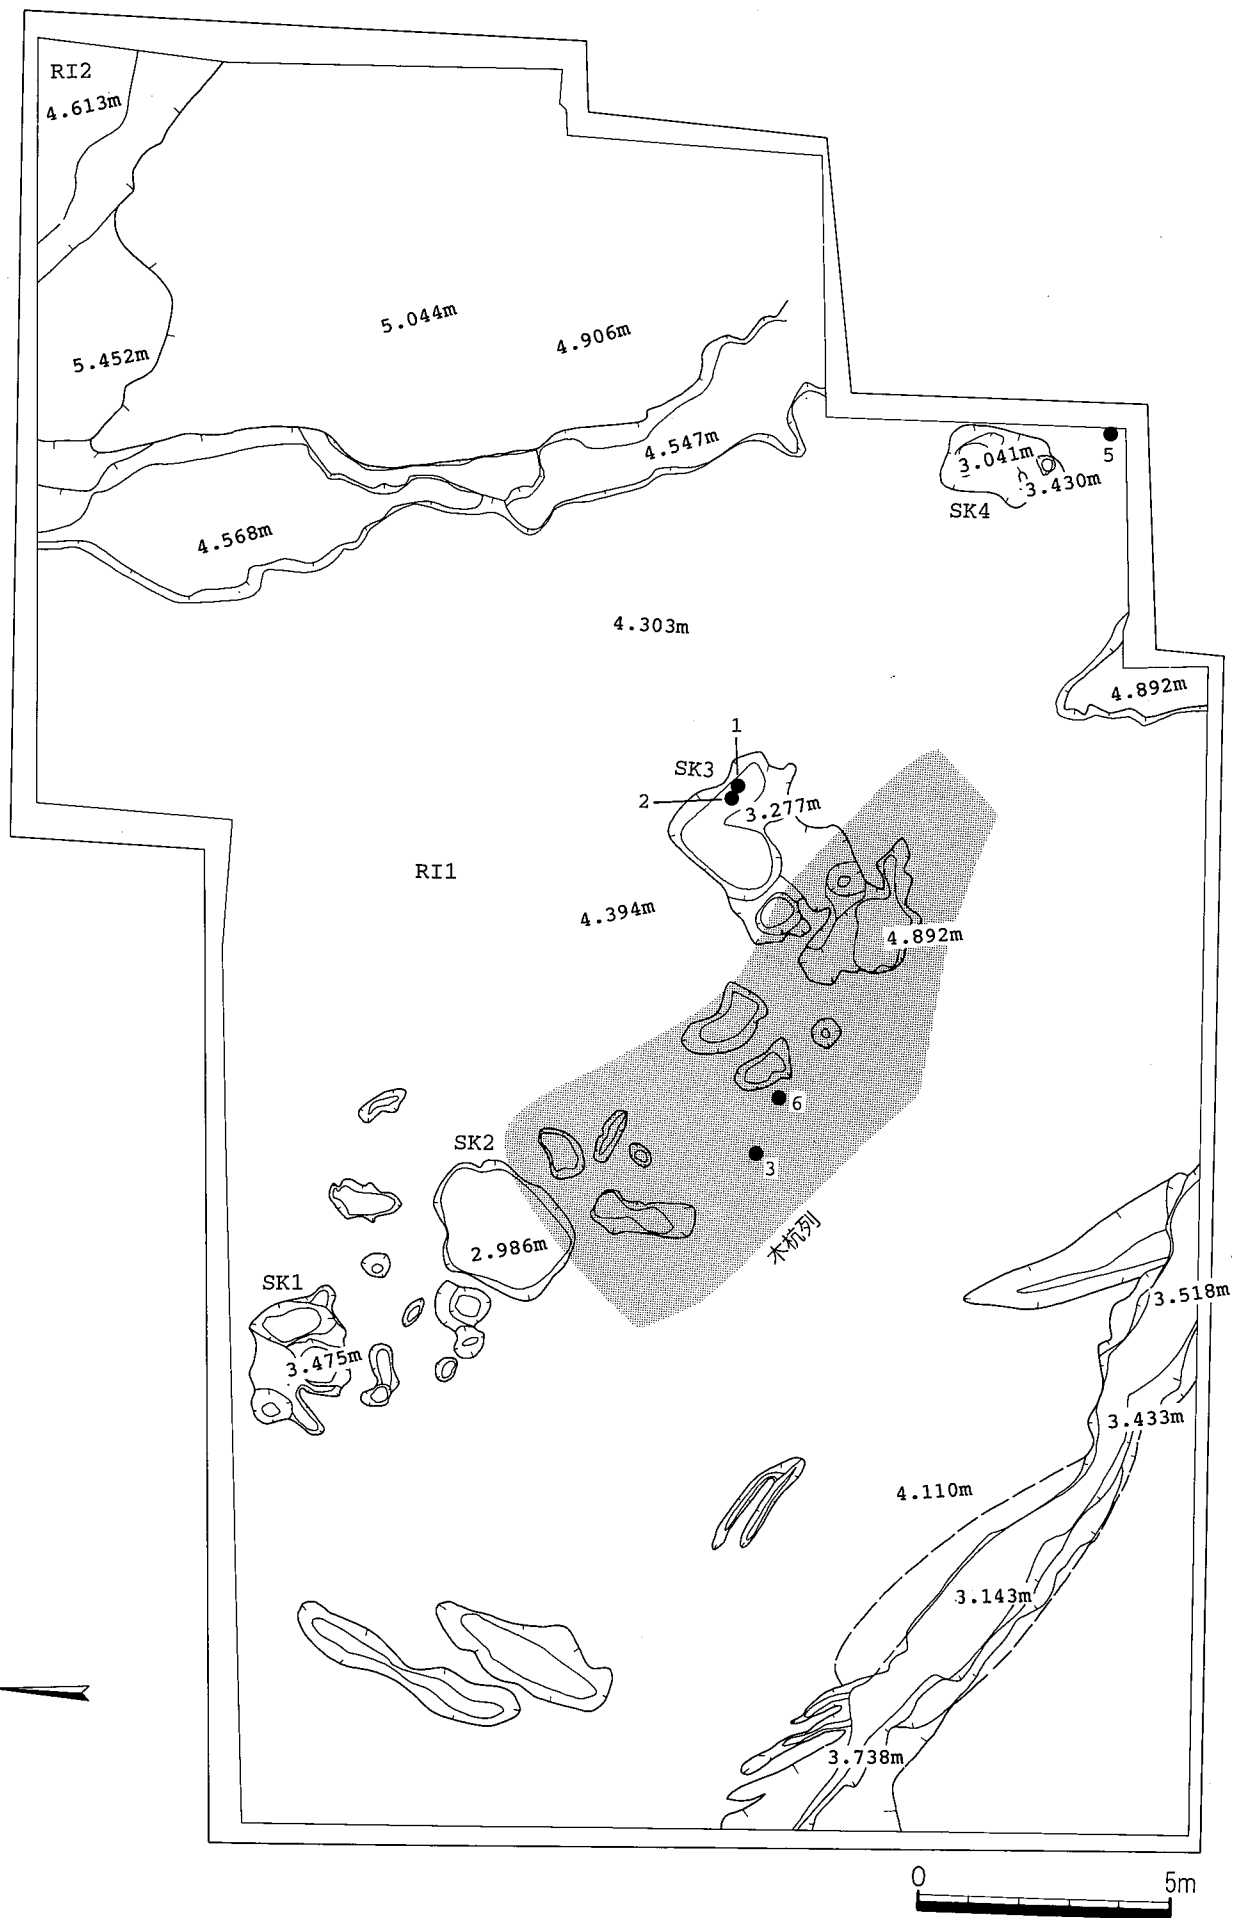 RI2
4.613m
5.044m
4.906m
5.452m
4.547m
5
3.041m
3.430m
SK4
4.568m
4.303m
4.892m
1
SK3
2
3.277m
RI1
4.394m
4.892m
6
SK2
3
木杭列
2.986m
SK1
3.518m
3.475m
3.433m
4.110m
3.143m
3.738m
0 5m